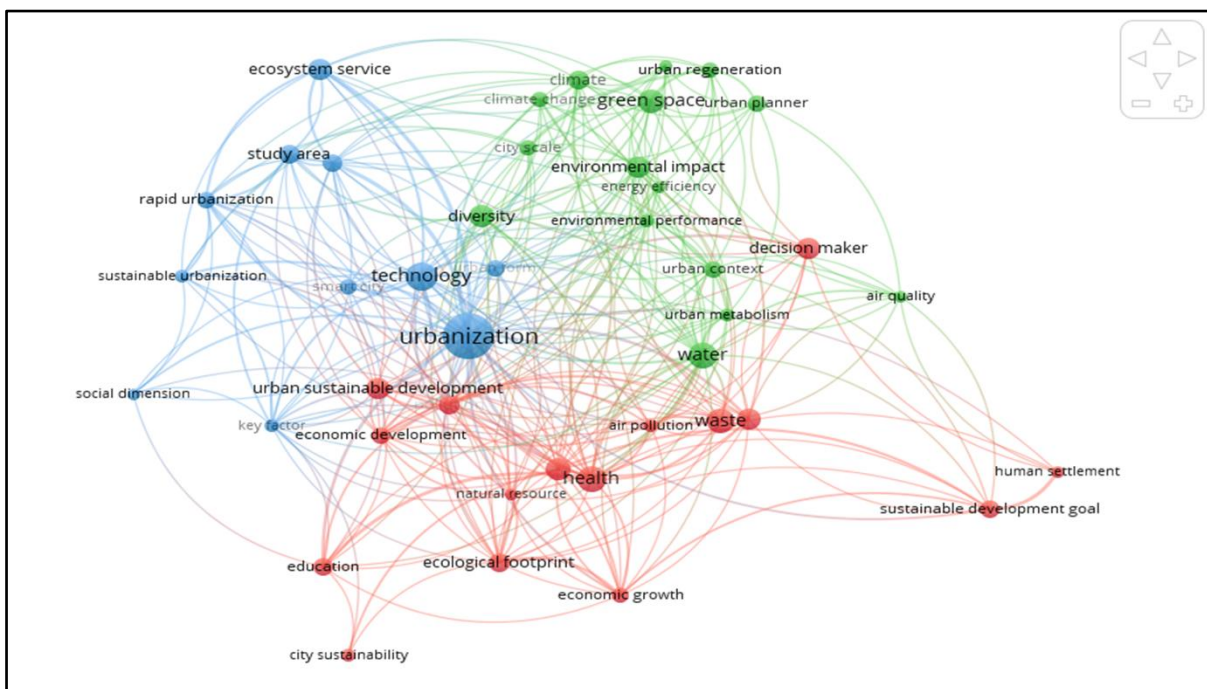 ecosystem service
climate
urban regeneration
climate change
green space
urban planner
city scale
study area
environmental impact
energy efficiency
rapid urbanization
diversity
environmental performance
decision maker
sustainable urbanization
technology
urban form
urban context
smart city
air quality
urban metabolism
urbanization
water
urban sustainable development
social dimension
key factor
economic development
air pollution
waste
human settlement
health
natural resource
sustainable development goal
education
ecological footprint
economic growth
city sustainability